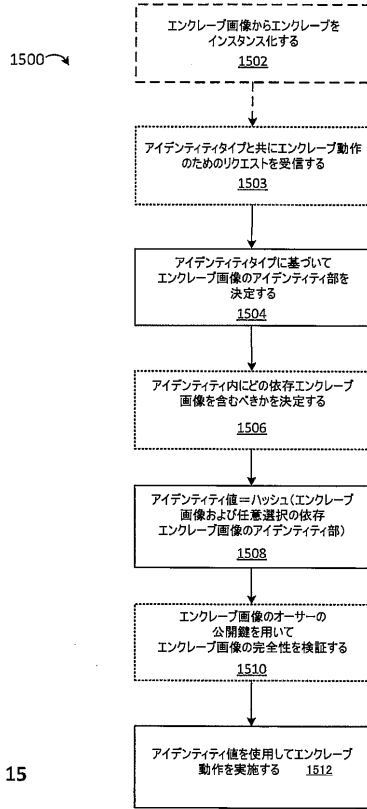 1500
エンクレーブ画像からエンクレーブを
インスタンス化する
1502
アイデンティティタイプと共にエンクレーブ動作
のためのリクエストを受信する
1503
アイデンティティタイプに基づいて
エンクレーブ画像のアイデンティティ部を
決定する
1504
アイデンティティ内にどの依存エンクレーブ
画像を含むべきかを決定する
1506
アイデンティティ値=ハッシュ(エンクレーブ
画像および任意選択の依存
エンクレーブ画像のアイデンティティ部)
1508
エンクレーブ画像のオーサーの
公開鍵を用いて
エンクレーブ画像の完全性を検証する
1510
アイデンティティ値を使用してエンクレーブ
動作を実施する 1512
15